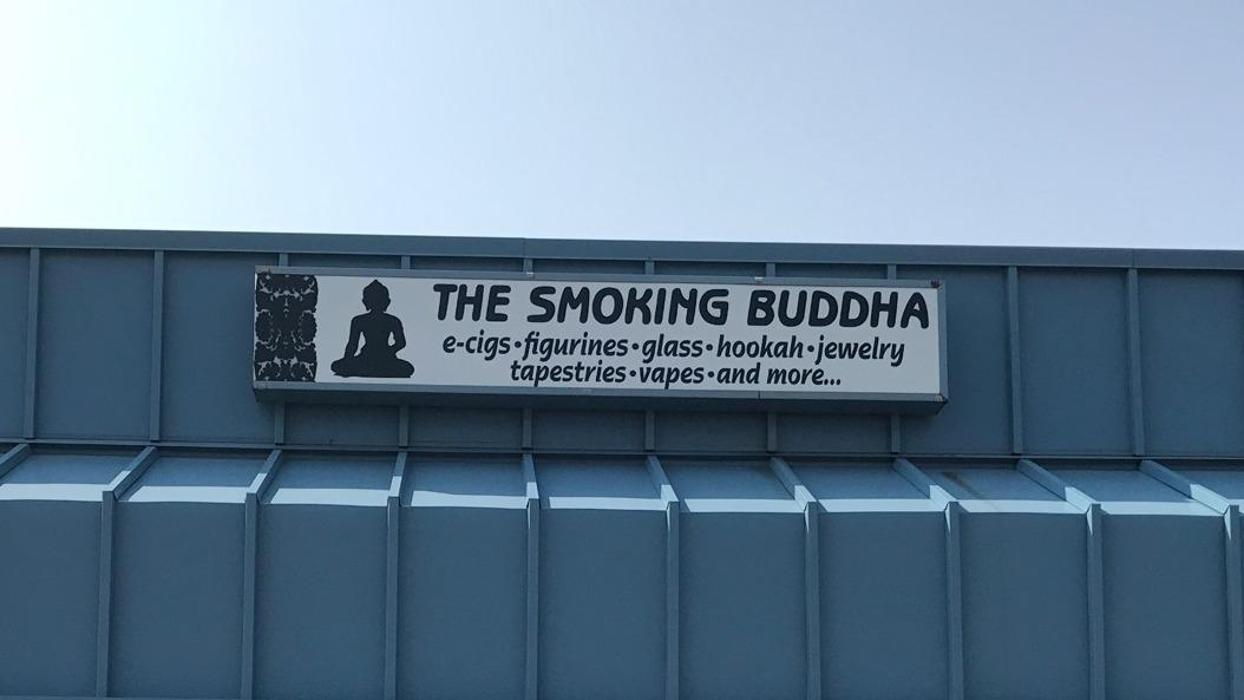 THE SMOKING BUDDHA
e-cigs•figurines•glass•hookah•jewelry
tapestries•vapes•and more...